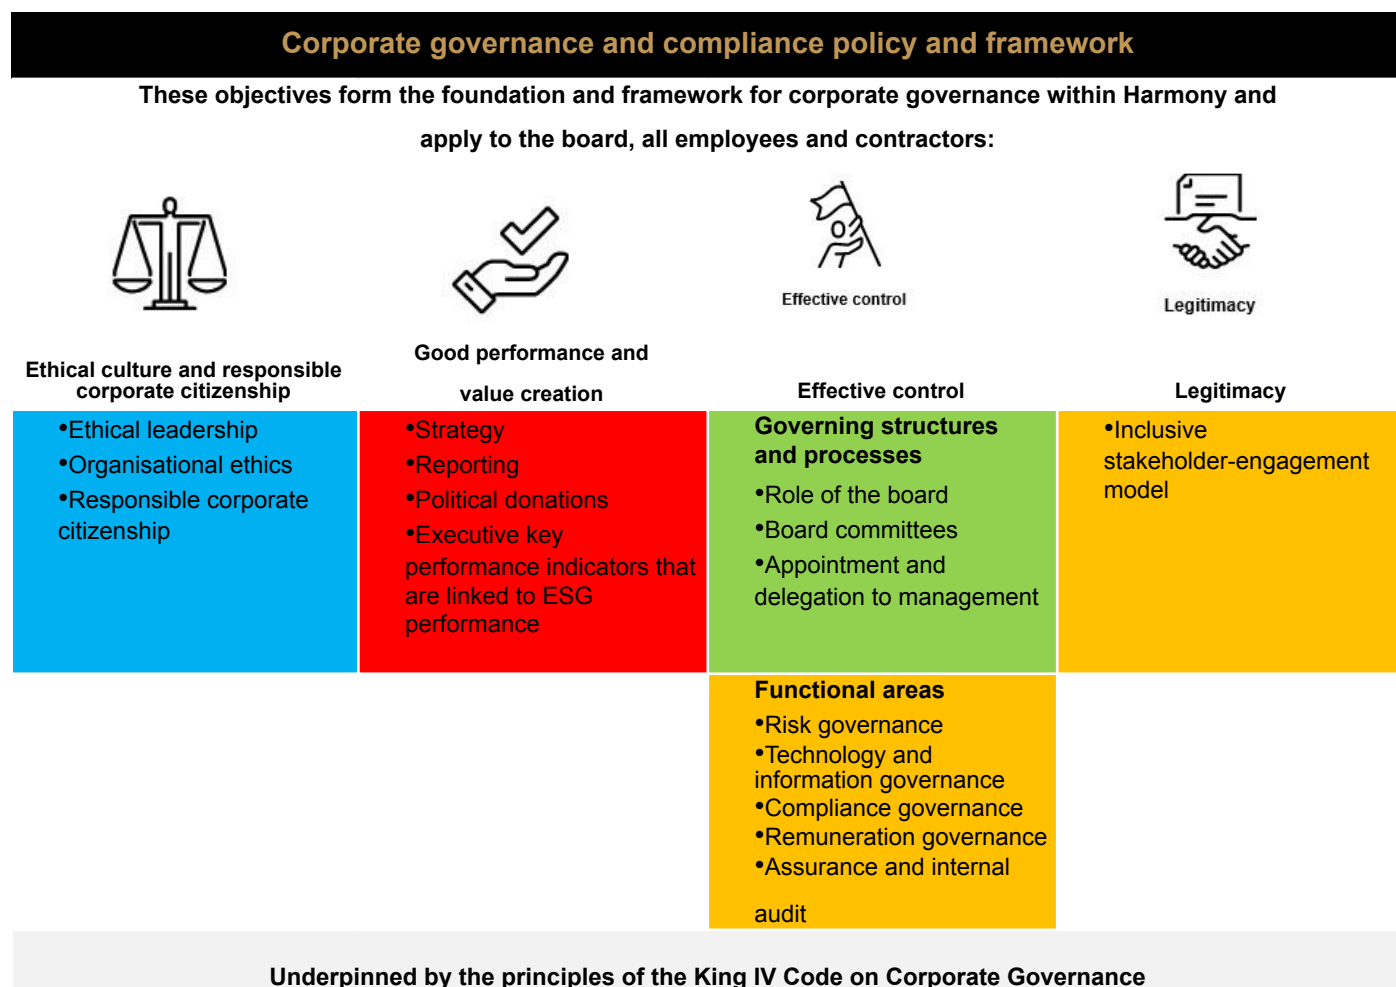 Corporate governance and compliance policy and framework
These objectives form the foundation and framework for corporate governance within Harmony and
apply to the board, all employees and contractors:
Effective control
Legitimacy
Ethical culture and responsible
corporate citizenship
Good performance and
value creation
Effective control
Legitimacy
•Ethical leadership
•Organisational ethics
•Responsible corporate
citizenship
•Strategy
•Reporting
•Political donations
•Executive key
performance indicators that
are linked to ESG
performance
Governing structures
and processes
•Role of the board
•Board committees
•Appointment and
delegation to management
•Inclusive
stakeholder-engagement
model
Functional areas
•Risk governance
•Technology and
information governance
•Compliance governance
•Remuneration governance
•Assurance and internal
audit
Underpinned by the principles of the King IV Code on Corporate Governance